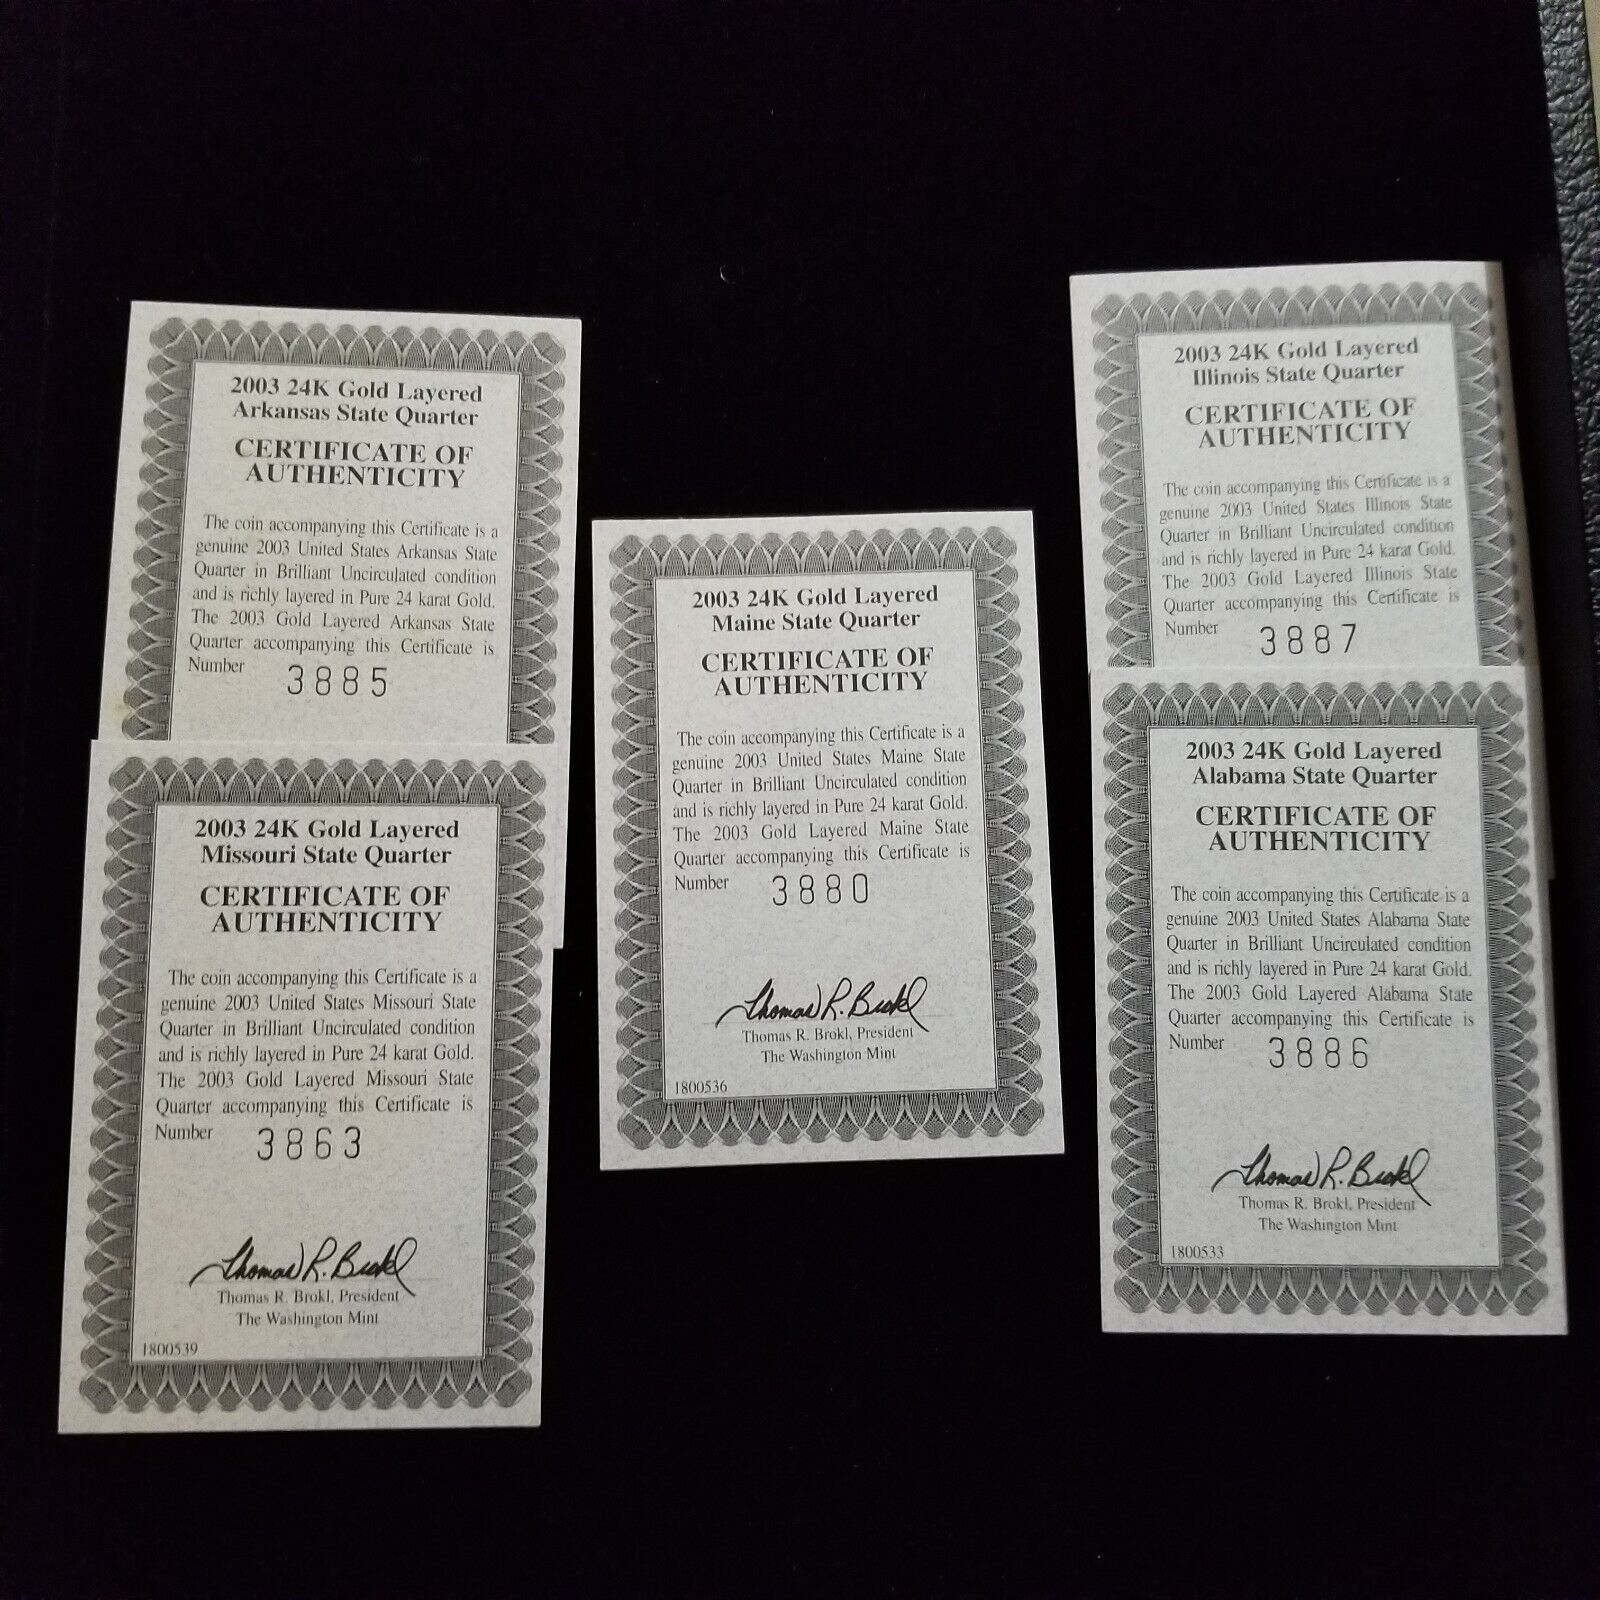 2003 24K Gold Layered
Arkansas State Quarter
CERTIFICATE OF
AUTHENTICITY
The coin accompanying this Certificate is a
genuine 2003 United States Arkansas State
Quarter in Brilliant Uncirculated condition
and is richly layered in Pure 24 karat Gold.
The 2003 Gold Layered Arkansas State
Quarter accompanying this Certificate is
Number 3885
2003 24K Gold Layered
Missouri State Quarter
CERTIFICATE OF
AUTHENTICITY
The coin accompanying this Certificate is a
genuine 2003 United States Missouri State
Quarter in Brilliant Uncirculated condition
and is richly layered in Pure 24 karat Gold.
The 2003 Gold Layered Missouri State
Quarter accompanying this Certificate is
Number 3863
Thomas R. Brokl
Thomas R. Brokl, President
The Washington Mint
1800539
2003 24K Gold Layered
Maine State Quarter
CERTIFICATE OF
AUTHENTICITY
The coin accompanying this Certificate is a
genuine 2003 United States Maine State
Quarter in Brilliant Uncirculated condition
and is richly layered in Pure 24 karat Gold.
The 2003 Gold Layered Maine State
Quarter accompanying this Certificate is
Number 3880
Thomas R. Brokl
Thomas R. Brokl, President
The Washington Mint
1800536
2003 24K Gold Layered
Illinois State Quarter
CERTIFICATE OF
AUTHENTICITY
The coin accompanying this Certificate is a
genuine 2003 United States Illinois State
Quarter in Brilliant Uncirculated condition
and is richly layered in Pure 24 karat Gold.
The 2003 Gold Layered Illinois State
Quarter accompanying this Certificate is
Number 3887
2003 24K Gold Layered
Alabama State Quarter
CERTIFICATE OF
AUTHENTICITY
The coin accompanying this Certificate is a
genuine 2003 United States Alabama State
Quarter in Brilliant Uncirculated condition
and is richly layered in Pure 24 karat Gold.
The 2003 Gold Layered Alabama State
Quarter accompanying this Certificate is
Number 3886
Thomas R. Brokl
Thomas R. Brokl, President
The Washington Mint
1800533